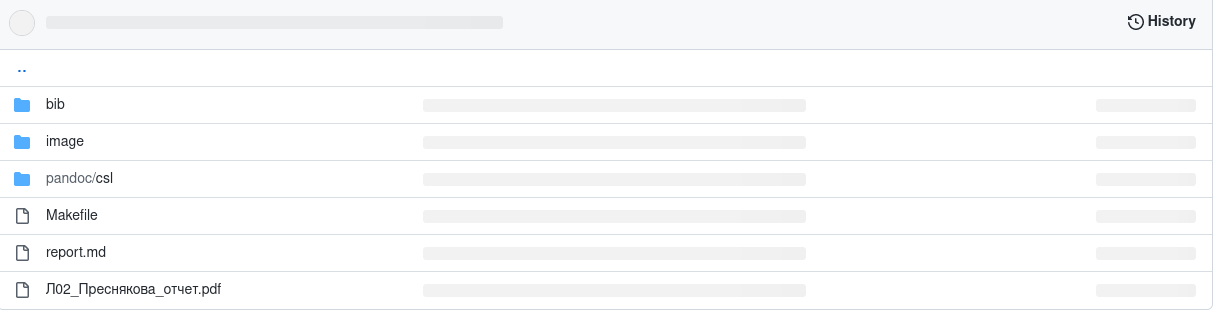 History
..
bib
image
pandoc/csl
Makefile
report.md
Л02_Преснякова_отчет.pdf